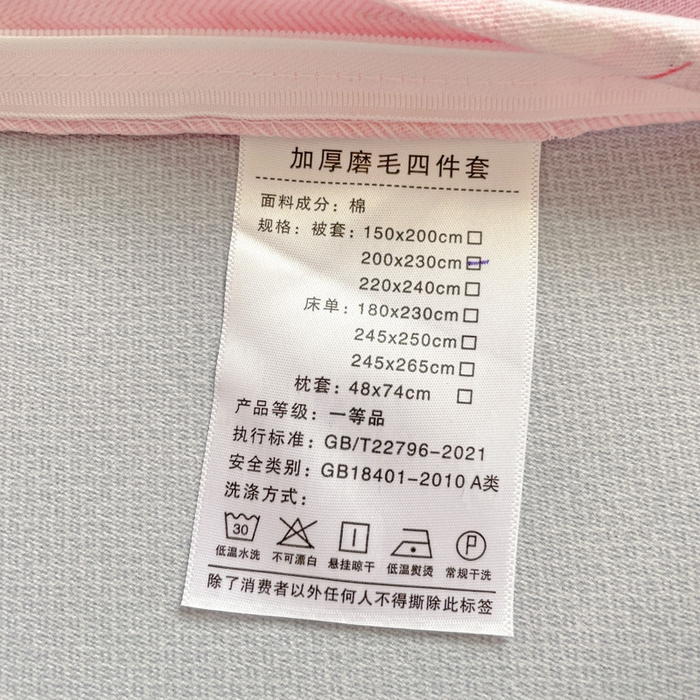 加厚磨毛四件套
面料成分：棉
规格：被套：150x200cm□
200x230cm□
220x240cm□
床单：180x230cm□
245x250cm□
245x265cm□
枕套：48x74cm □
产品等级：一等品
执行标准：GB/T22796-2021
安全类别：GB18401-2010 A类
洗涤方式：
30
P
低温水洗 不可漂白 悬挂晾干 低温熨烫 常规干洗
除了消费者以外任何人不得撕除此标签